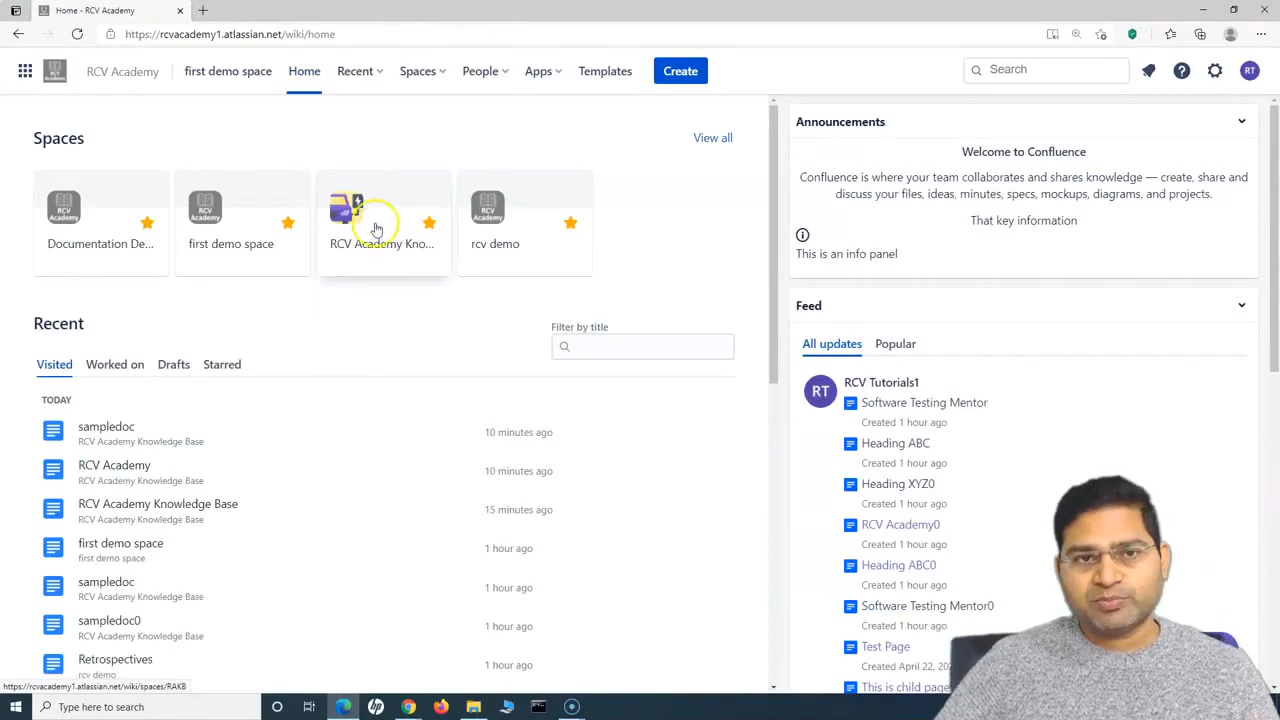 Home - RCV Academy
https://rcvacademy1.atlassian.net/wiki/home
RCV Academy
first demo space
Home
Recent
Spaces
People
Apps
Templates
Create
Search
RT
Spaces
View all
RCV Academy
Documentation De...
RCV Academy
first demo space
RCV Academy Kno...
RCV Academy
rcv demo
Recent
Filter by title
Visited
Worked on
Drafts
Starred
TODAY
sampledoc
RCV Academy Knowledge Base
10 minutes ago
RCV Academy
RCV Academy Knowledge Base
10 minutes ago
RCV Academy Knowledge Base
RCV Academy Knowledge Base
15 minutes ago
first demo space
first demo space
1 hour ago
sampledoc
RCV Academy Knowledge Base
1 hour ago
sampledoc0
RCV Academy Knowledge Base
1 hour ago
Retrospectives
rcv demo
1 hour ago
Announcements
Welcome to Confluence
Confluence is where your team collaborates and shares knowledge — create, share and
discuss your files, ideas, minutes, specs, mockups, diagrams, and projects.
That key information
This is an info panel
Feed
All updates
Popular
RT
RCV Tutorials1
Software Testing Mentor
Created 1 hour ago
Heading ABC
Created 1 hour ago
Heading XYZ0
Created 1 hour ago
RCV Academy0
Created 1 hour ago
Heading ABC0
Created 1 hour ago
Software Testing Mentor0
Created 1 hour ago
Test Page
Created April 22,
This is child page
https://rcvacademy1.atlassian.net/wiki/spaces/RAKB
Type here to search